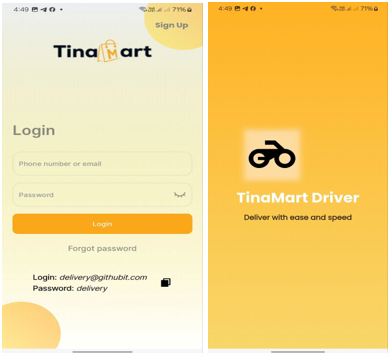 4:49
71%
Sign Up
TinaMart
Login
Phone number or email
Password
Login
Forgot password
Login: delivery@githubit.com
Password: delivery
4:49
71%
TinaMart Driver
Deliver with ease and speed